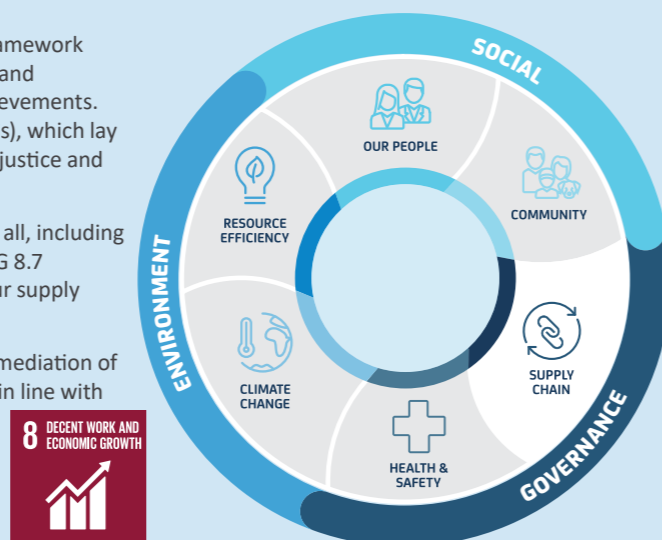 and
evements.
s), which lay
justice and
all, including
G 8.7
ur supply
mediation of
in line with
8 DECENT WORK AND
ECONOMIC GROWTH
SOCIAL
OUR PEOPLE
COMMUNITY
RESOURCE
EFFICIENCY
ENVIRONMENT
CLIMATE
CHANGE
SUPPLY
CHAIN
HEALTH &
SAFETY
GOVERNANCE